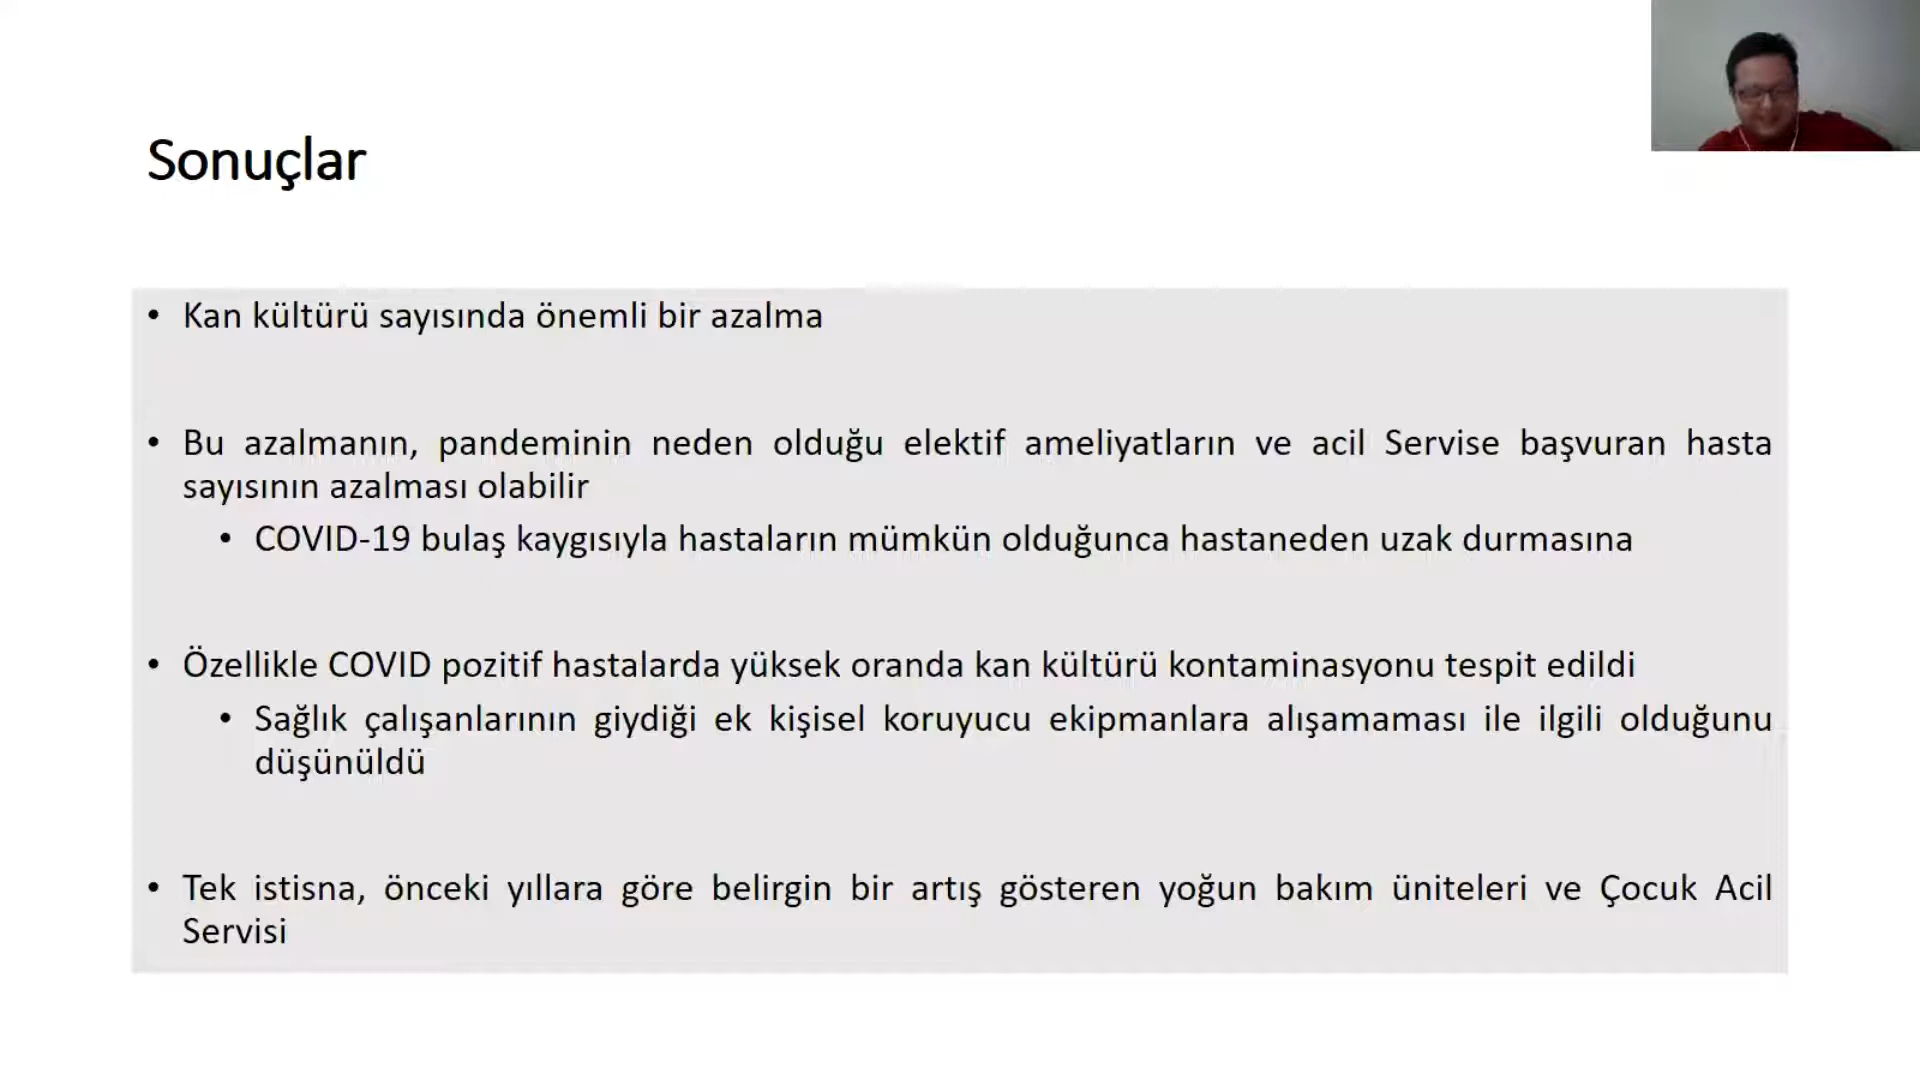 Sonuçlar
• Kan kültürü sayısında önemli bir azalma
• Bu azalmanın, pandeminin neden olduğu elektif ameliyatların ve acil Servise başvuran hasta
sayısının azalması olabilir
• COVID-19 bulaş kaygısıyla hastaların mümkün olduğunca hastaneden uzak durmasına
• Özellikle COVID pozitif hastalarda yüksek oranda kan kültürü kontaminasyonu tespit edildi
• Sağlık çalışanlarının giydiği ek kişisel koruyucu ekipmanlara alışamaması ile ilgili olduğunu
düşünüldü
• Tek istisna, önceki yıllara göre belirgin bir artış gösteren yoğun bakım üniteleri ve Çocuk Acil
Servisi